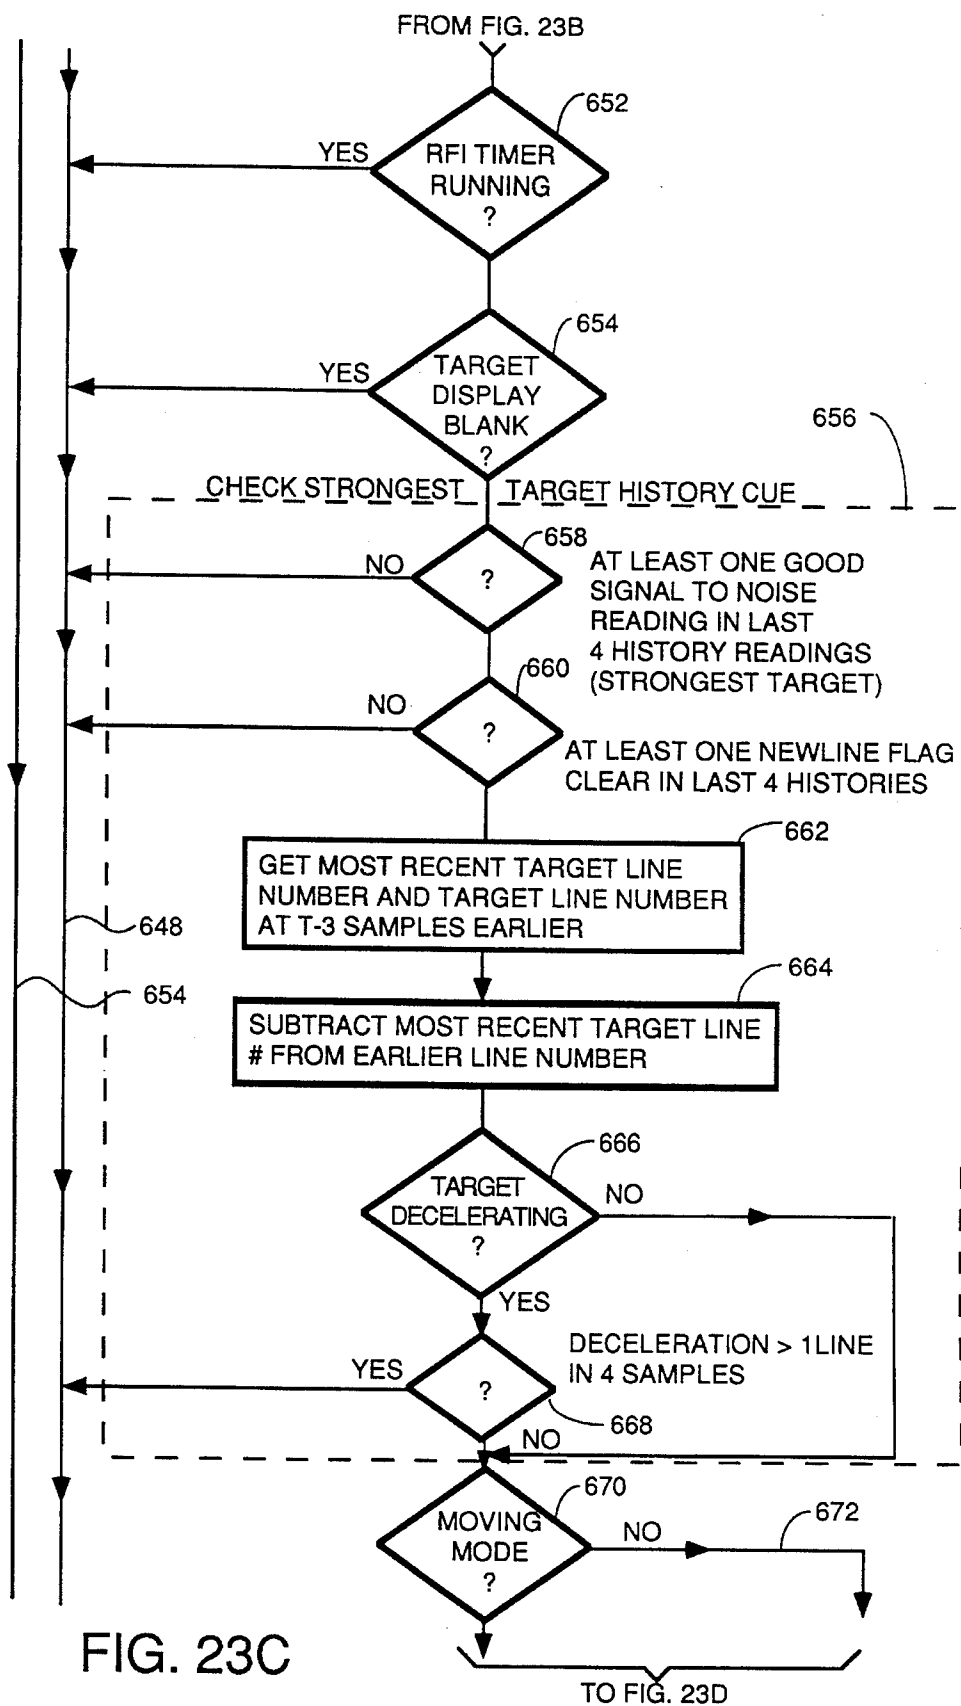 FROM FIG. 23B
652
YES
RFI TIMER
RUNNING
?
654
YES
TARGET
DISPLAY
BLANK
?
656
CHECK STRONGEST TARGET HISTORY CUE
658
NO
?
AT LEAST ONE GOOD
SIGNAL TO NOISE
READING IN LAST
4 HISTORY READINGS
(STRONGEST TARGET)
660
NO
?
AT LEAST ONE NEWLINE FLAG
CLEAR IN LAST 4 HISTORIES
662
GET MOST RECENT TARGET LINE
NUMBER AND TARGET LINE NUMBER
AT T-3 SAMPLES EARLIER
648
654
664
SUBTRACT MOST RECENT TARGET LINE
# FROM EARLIER LINE NUMBER
666
TARGET
DECELERATING
?
NO
YES
DECELERATION > 1LINE
IN 4 SAMPLES
YES
?
668
NO
670
MOVING
MODE
?
NO
672
FIG. 23C
TO FIG. 23D